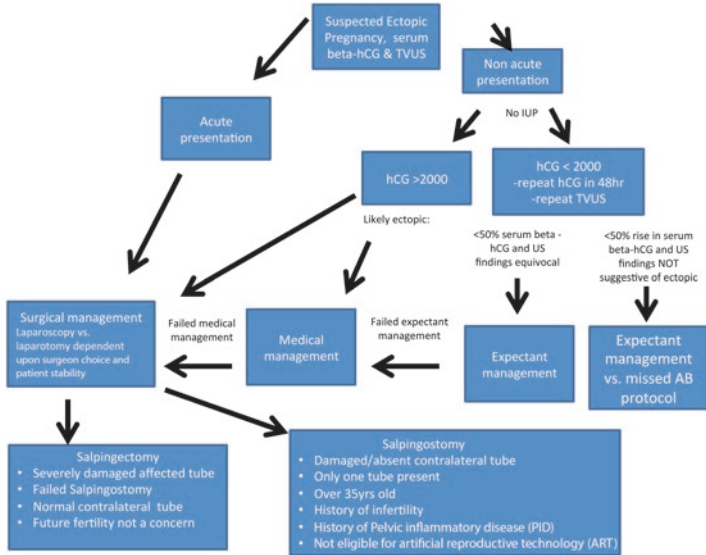 Suspected Ectopic
Pregnancy, serum
beta-hCG & TVUS
Non acute
presentation
Acute
presentation
No IUP
hCG >2000
hCG < 2000
-repeat hCG in 48hr
-repeat TVUS
Likely ectopic:
<50% serum beta -
hCG and US
findings equivocal
<50% rise in serum
beta-hCG and US
findings NOT
suggestive of ectopic
Surgical management
Laparoscopy vs.
laparotomy dependent
upon surgeon choice and
patient stability
Failed medical
management
Medical
management
Failed expectant
management
Expectant
management
Expectant
management
vs. missed AB
protocol
Salpingectomy
• Severely damaged affected tube
• Failed Salpingostomy
• Normal contralateral tube
• Future fertility not a concern
Salpingostomy
• Damaged/absent contralateral tube
• Only one tube present
• Over 35yrs old
• History of infertility
• History of Pelvic inflammatory disease (PID)
• Not eligible for artificial reproductive technology (ART)